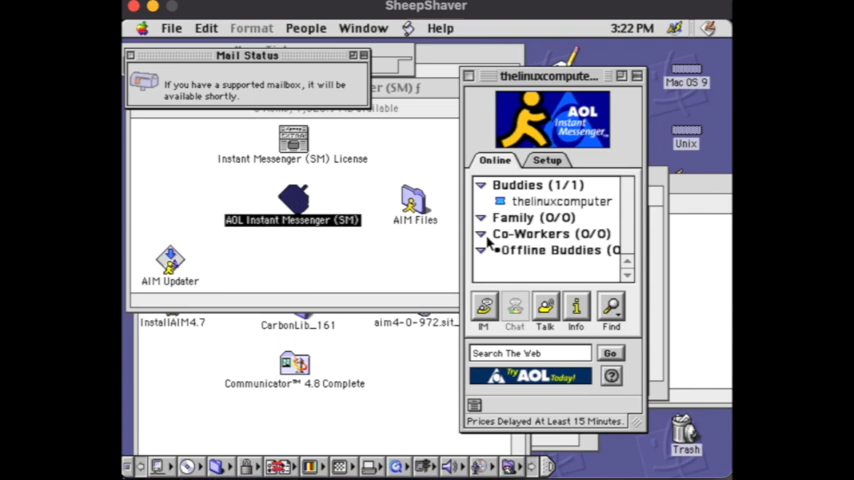 SheepShaver
File Edit Format People Window Help
3:22 PM
Mail Status
If you have a supported mailbox, it will be
available shortly.
(SM) ƒ
available
Instant Messenger (SM) License
AOL Instant Messenger (SM)
AIM Files
AIM Updater
InstallAIM4.7
CarbonLib_161
aim4-0-972.sit_
Communicator™ 4.8 Complete
thelinuxcompute...
AOL
Instant
Messenger
Online
Setup
Buddies (1/1)
thelinuxcomputer
Family (0/0)
Co-Workers (0/0)
•Offline Buddies (0
IM
Chat
Talk
Info
Find
Search The Web
Go
Try AOL Today!
?
Prices Delayed At Least 15 Minutes.
Mac OS 9
Unix
Trash